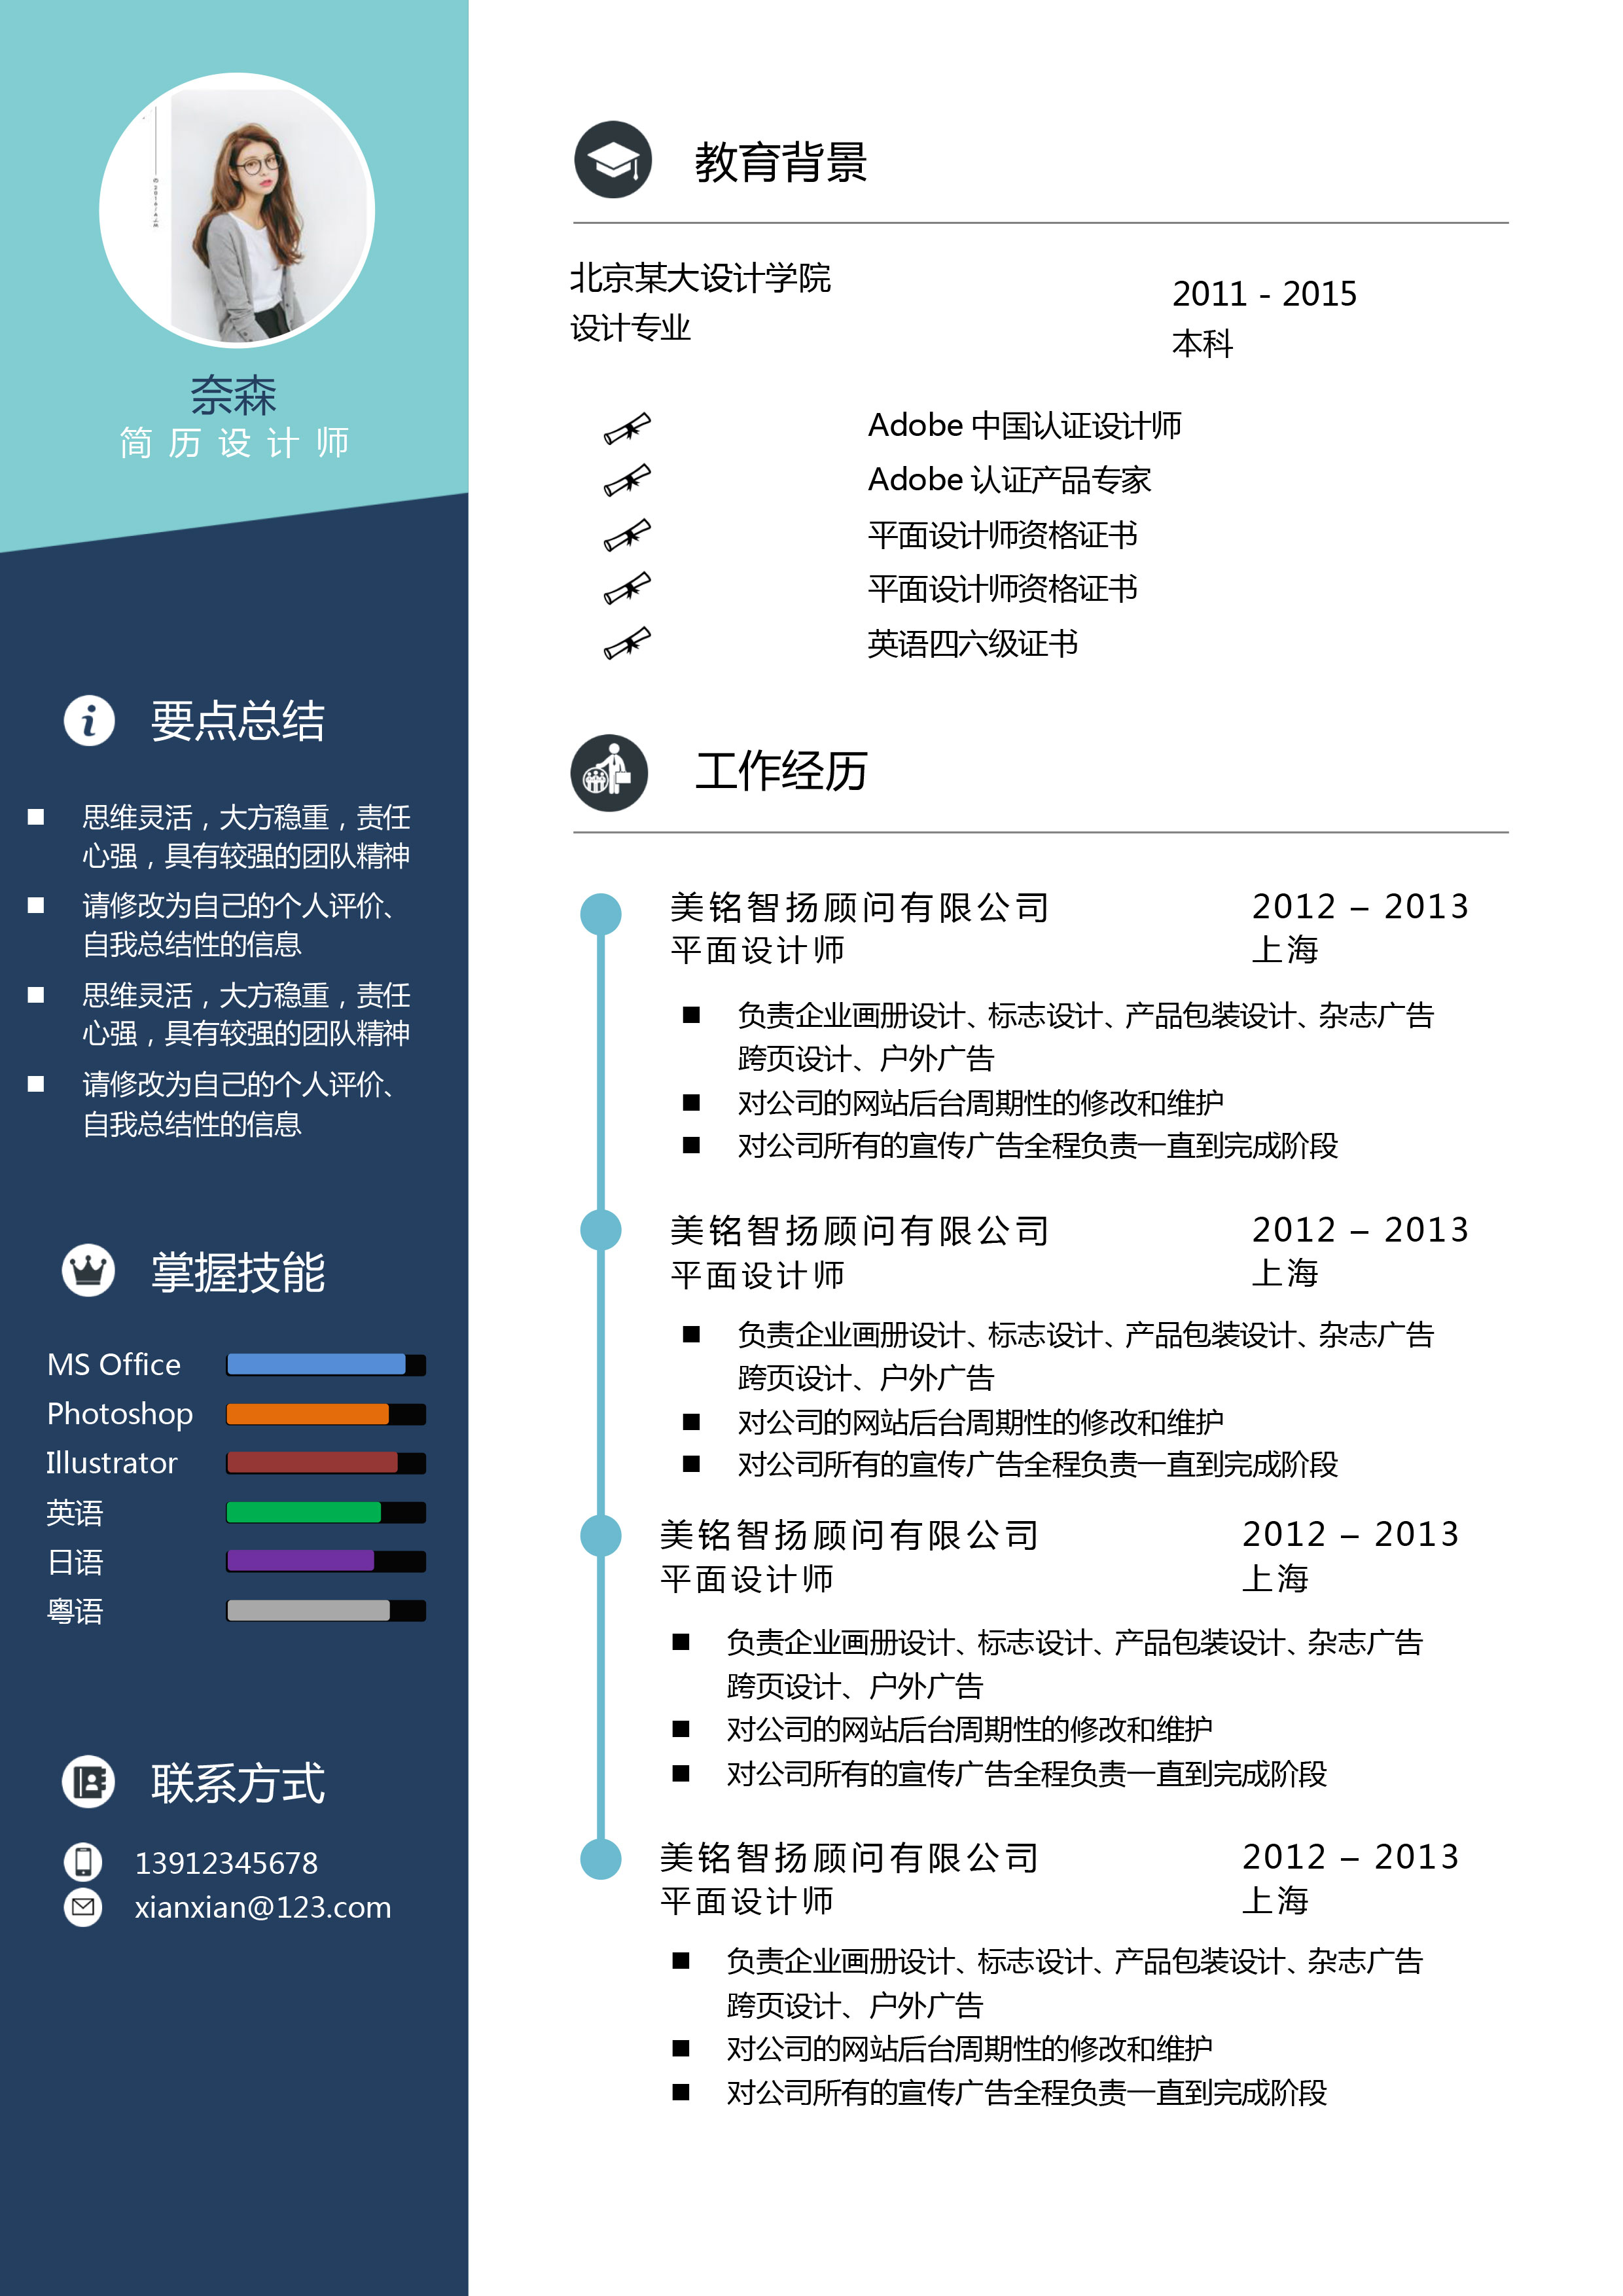 奈森
简历设计师
要点总结
思维灵活，大方稳重，责任
心强，具有较强的团队精神
请修改为自己的个人评价、
自我总结性的信息
思维灵活，大方稳重，责任
心强，具有较强的团队精神
请修改为自己的个人评价、
自我总结性的信息
掌握技能
MS Office
Photoshop
Illustrator
英语
日语
粤语
联系方式
13912345678
xianxian@123.com
教育背景
北京某大设计学院
2011 - 2015
设计专业
本科
Adobe 中国认证设计师
Adobe 认证产品专家
平面设计师资格证书
平面设计师资格证书
英语四六级证书
工作经历
美铭智扬顾问有限公司 2012 – 2013
平面设计师 上海
负责企业画册设计、标志设计、产品包装设计、杂志广告
跨页设计、户外广告
对公司的网站后台周期性的修改和维护
对公司所有的宣传广告全程负责一直到完成阶段
美铭智扬顾问有限公司 2012 – 2013
平面设计师 上海
负责企业画册设计、标志设计、产品包装设计、杂志广告
跨页设计、户外广告
对公司的网站后台周期性的修改和维护
对公司所有的宣传广告全程负责一直到完成阶段
美铭智扬顾问有限公司 2012 – 2013
平面设计师 上海
负责企业画册设计、标志设计、产品包装设计、杂志广告
跨页设计、户外广告
对公司的网站后台周期性的修改和维护
对公司所有的宣传广告全程负责一直到完成阶段
美铭智扬顾问有限公司 2012 – 2013
平面设计师 上海
负责企业画册设计、标志设计、产品包装设计、杂志广告
跨页设计、户外广告
对公司的网站后台周期性的修改和维护
对公司所有的宣传广告全程负责一直到完成阶段